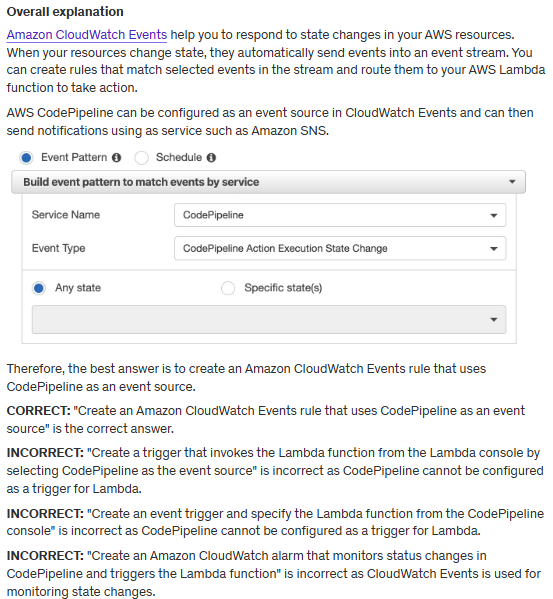 Overall explanation
Amazon CloudWatch Events help you to respond to state changes in your AWS resources.
When your resources change state, they automatically send events into an event stream. You
can create rules that match selected events in the stream and route them to your AWS Lambda
function to take action.
AWS CodePipeline can be configured as an event source in CloudWatch Events and can then
send notifications using as service such as Amazon SNS.
Event Pattern Schedule
Build event pattern to match events by service
Service Name CodePipeline
Event Type CodePipeline Action Execution State Change
Any state Specific state(s)
Therefore, the best answer is to create an Amazon CloudWatch Events rule that uses
CodePipeline as an event source.
CORRECT: "Create an Amazon CloudWatch Events rule that uses CodePipeline as an event
source" is the correct answer.
INCORRECT: "Create a trigger that invokes the Lambda function from the Lambda console by
selecting CodePipeline as the event source" is incorrect as CodePipeline cannot be configured
as a trigger for Lambda.
INCORRECT: "Create an event trigger and specify the Lambda function from the CodePipeline
console" is incorrect as CodePipeline cannot be configured as a trigger for Lambda.
INCORRECT: "Create an Amazon CloudWatch alarm that monitors status changes in
CodePipeline and triggers the Lambda function" is incorrect as CloudWatch Events is used for
monitoring state changes.